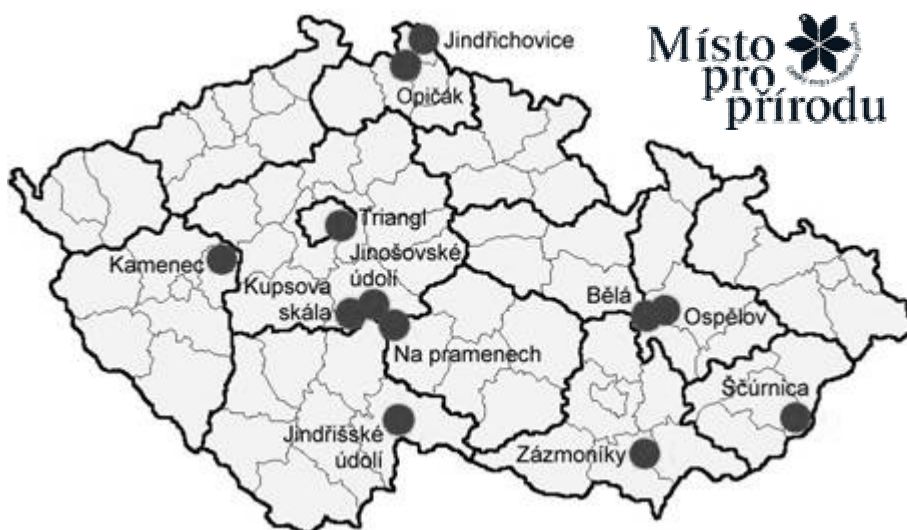 Místo
pro
přírodu
Jindřichovice
Opičák
Triangl
Jinošovské
údolí
Kamenec
Kupsova
skála
Bělá
Ospělov
Na pramenech
Ščúrnica
Jindřišské
údolí
Zázmoníky